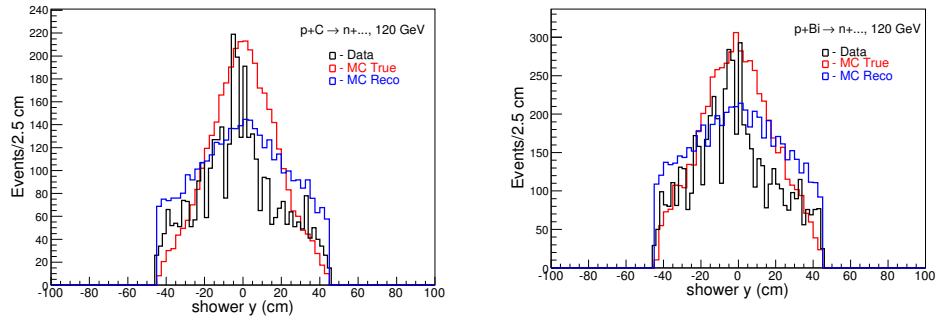 p+C → n+..., 120 GeV
- Data
- MC True
- MC Reco
Events/2.5 cm
240
220
200
180
160
140
120
100
80
60
40
20
0
-100 -80 -60 -40 -20 0 20 40 60 80 100
shower y (cm)
p+Bi → n+..., 120 GeV
- Data
- MC True
- MC Reco
Events/2.5 cm
300
250
200
150
100
50
0
-100 -80 -60 -40 -20 0 20 40 60 80 100
shower y (cm)